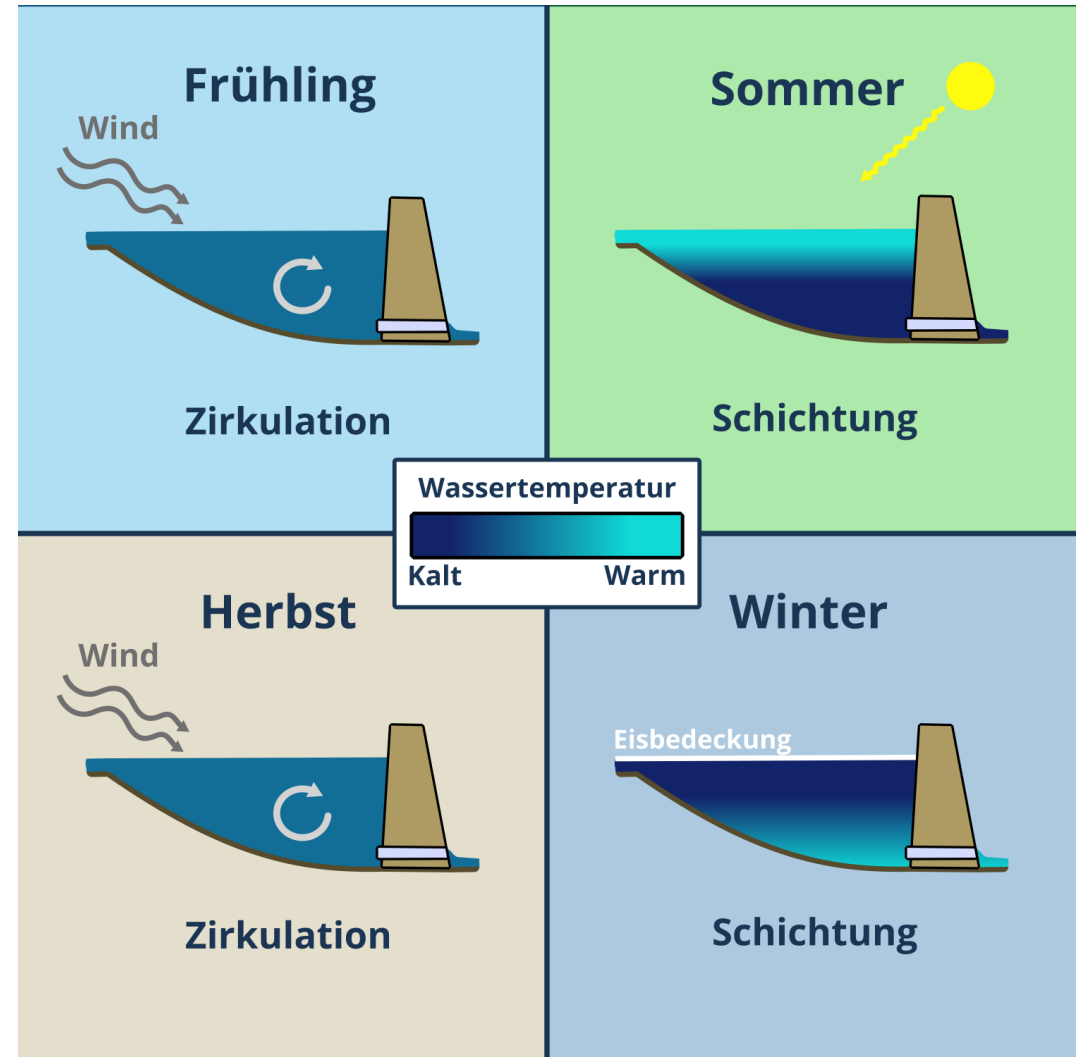 Frühling
Wind
Zirkulation
Sommer
Schichtung
Wassertemperatur
Kalt Warm
Herbst
Wind
Zirkulation
Winter
Eisbedeckung
Schichtung